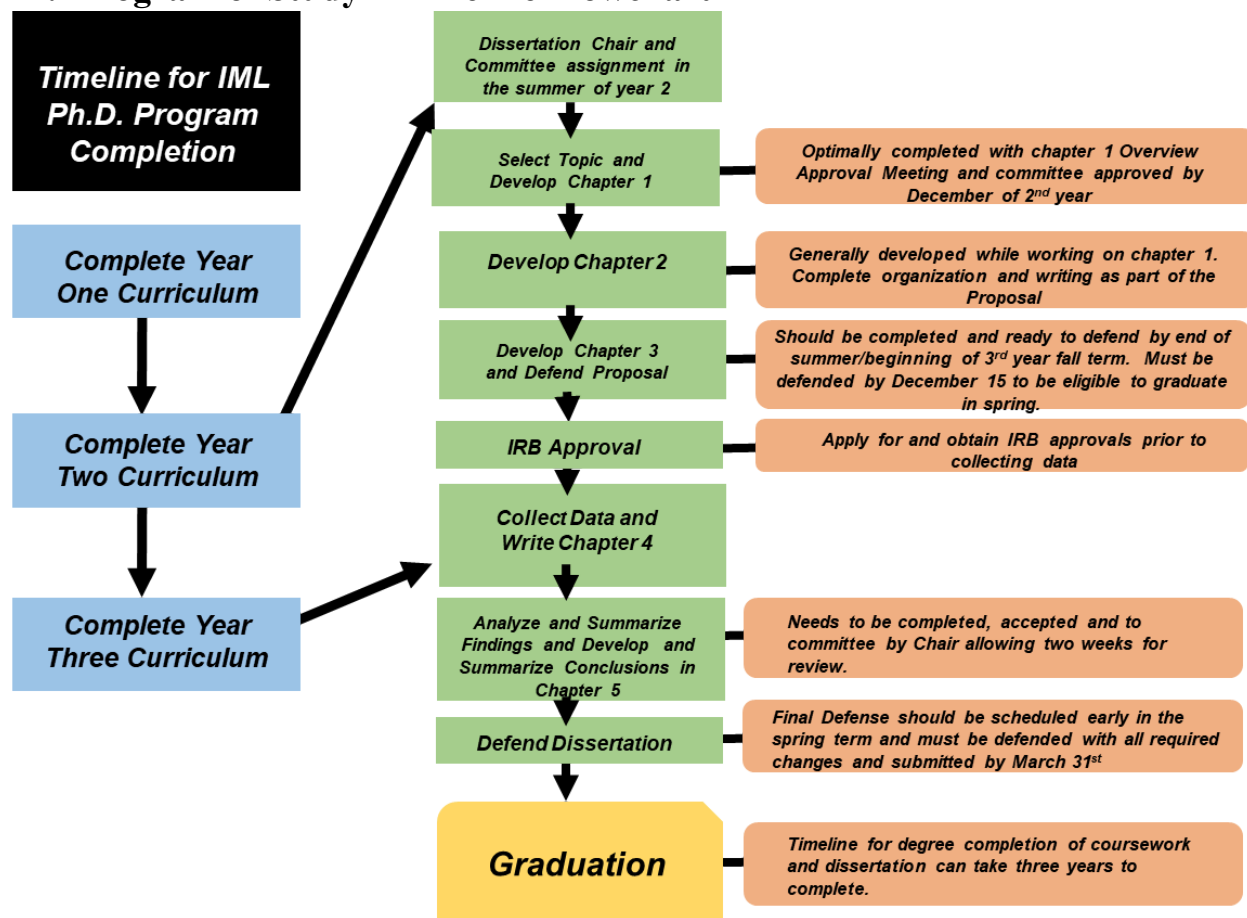 Program of Study
Timeline for IML
Ph.D. Program
Completion
Complete Year
One Curriculum
Complete Year
Two Curriculum
Complete Year
Three Curriculum
Dissertation Chair and
Committee assignment in
the summer of year 2
Select Topic and
Develop Chapter 1
Optimally completed with chapter 1 Overview
Approval Meeting and committee approved by
December of 2nd year
Develop Chapter 2
Generally developed while working on chapter 1.
Complete organization and writing as part of the
Proposal
Develop Chapter 3
and Defend Proposal
Should be completed and ready to defend by end of
summer/beginning of 3rd year fall term. Must be
defended by December 15 to be eligible to graduate
in spring.
IRB Approval
Apply for and obtain IRB approvals prior to
collecting data
Collect Data and
Write Chapter 4
Analyze and Summarize
Findings and Develop and
Summarize Conclusions in
Chapter 5
Needs to be completed, accepted and to
committee by Chair allowing two weeks for
review.
Defend Dissertation
Final Defense should be scheduled early in the
spring term and must be defended with all required
changes and submitted by March 31st
Graduation
Timeline for degree completion of coursework
and dissertation can take three years to
complete.